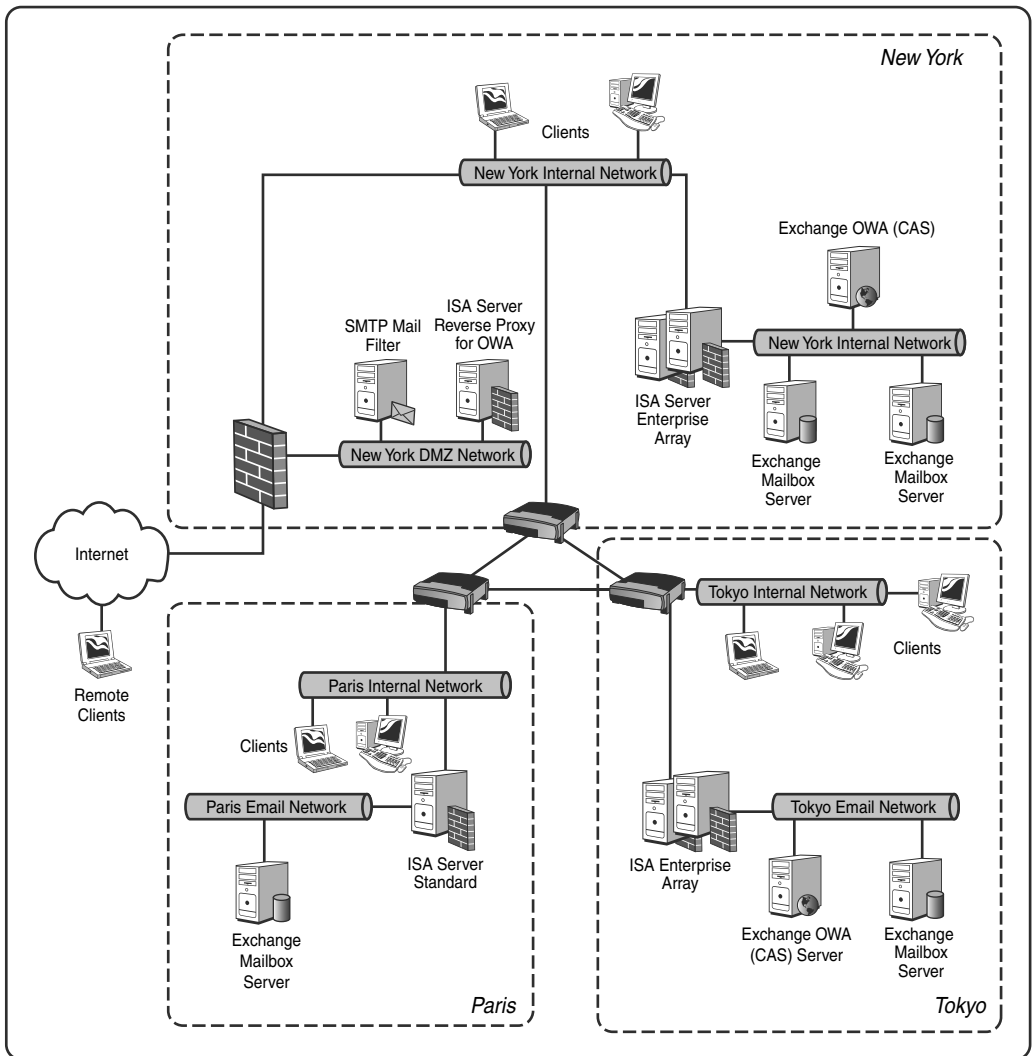 New York
Clients
New York Internal Network
Exchange OWA (CAS)
SMTP Mail
Filter
ISA Server
Reverse Proxy
for OWA
New York Internal Network
ISA Server
Enterprise
Array
New York DMZ Network
Exchange
Mailbox
Server
Exchange
Mailbox
Server
Internet
Remote
Clients
Tokyo Internal Network
Clients
Paris Internal Network
Clients
Paris Email Network
ISA Server
Standard
Exchange
Mailbox
Server
Paris
Tokyo Email Network
ISA Enterprise
Array
Exchange OWA
(CAS) Server
Exchange
Mailbox
Server
Tokyo